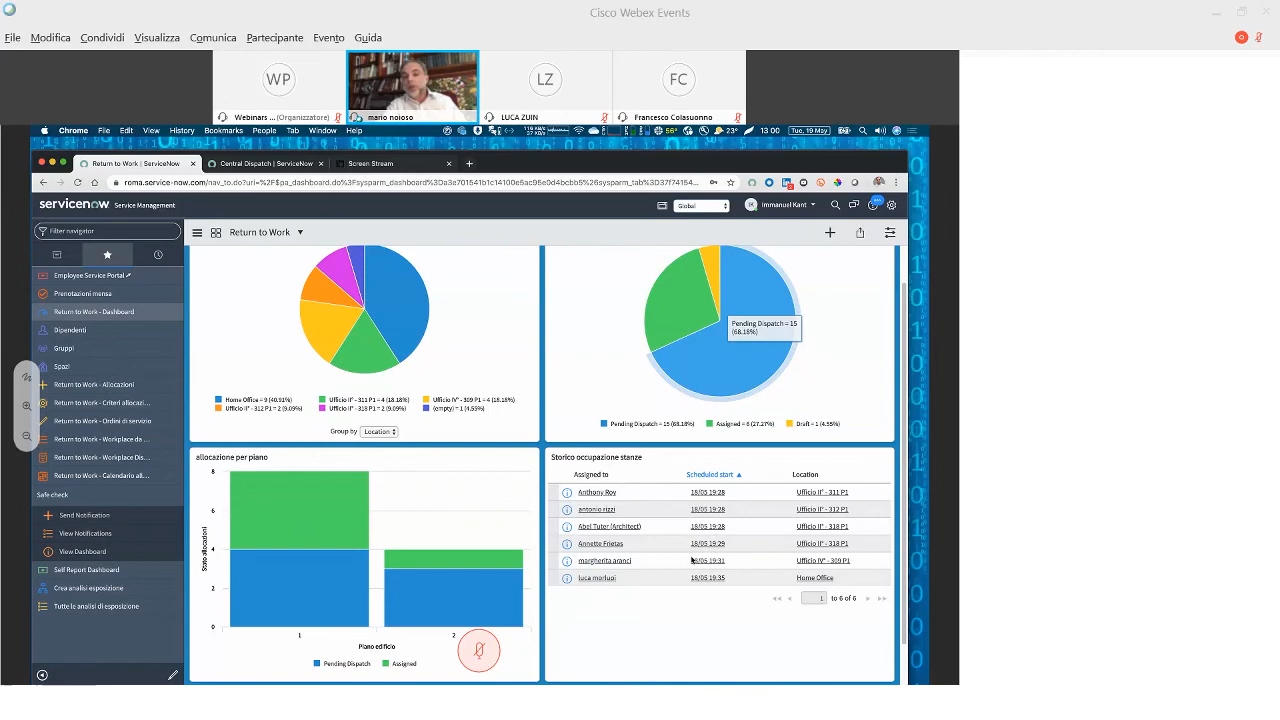 Cisco Webex Events
File Modifica Condividi Visualizza Comunica Partecipante Evento Guida
WP LZ FC
Webinars ... (Organizzatore) mario noioso LUCA ZUIN Francesco Colasuonno
Chrome File Edit View History Bookmarks People Tab Window Help 56° 23° 13 00 Tue, 19 May
Return to Work | ServiceNow Central Dispatch | ServiceNow Screen Stream
servicenow Service Management Global IK Immanuel Kant
Filter navigator Return to Work
Employee Service Portal
Prenotazioni mensa
Return to Work - Dashboard
Dipendenti
Gruppi
Spazi
Return to Work - Allocazioni
Return to Work - Criteri allocazi...
Return to Work - Ordini di servizio
Return to Work - Workplace da ...
Return to Work - Workplace Dis...
Return to Work - Calendario all...
Safe check
Send Notification
View Notifications
View Dashboard
Self Report Dashboard
Crea analisi esposizione
Tutte le analisi di esposizione
Home Office = 9 (40.91%) Ufficio II° - 311 P1 = 4 (18.18%) Ufficio IV° - 309 P1 = 4 (18.18%)
Ufficio II° - 312 P1 = 2 (9.09%) Ufficio II° - 318 P1 = 2 (9.09%) (empty) = 1 (4.55%)
Group by Location
Pending Dispatch = 15
(68.18%)
Pending Dispatch = 15 (68.18%) Assigned = 6 (27.27%) Draft = 1 (4.55%)
allocazione per piano
8
6
4
2
0
Stato allocazioni
1 2
Piano edificio
Pending Dispatch Assigned
Storico occupazione stanze
Assigned to Scheduled start Location
Anthony Roy 18/05 19:28 Ufficio II° - 311 P1
antonio rizzi 18/05 19:28 Ufficio II° - 312 P1
Abel Tuter (Architect) 18/05 19:28 Ufficio II° - 318 P1
Annette Frietas 18/05 19:29 Ufficio II° - 318 P1
margherita aranci 18/05 19:31 Ufficio IV° - 309 P1
luca morlupi 18/05 19:35 Home Office
1 to 6 of 6